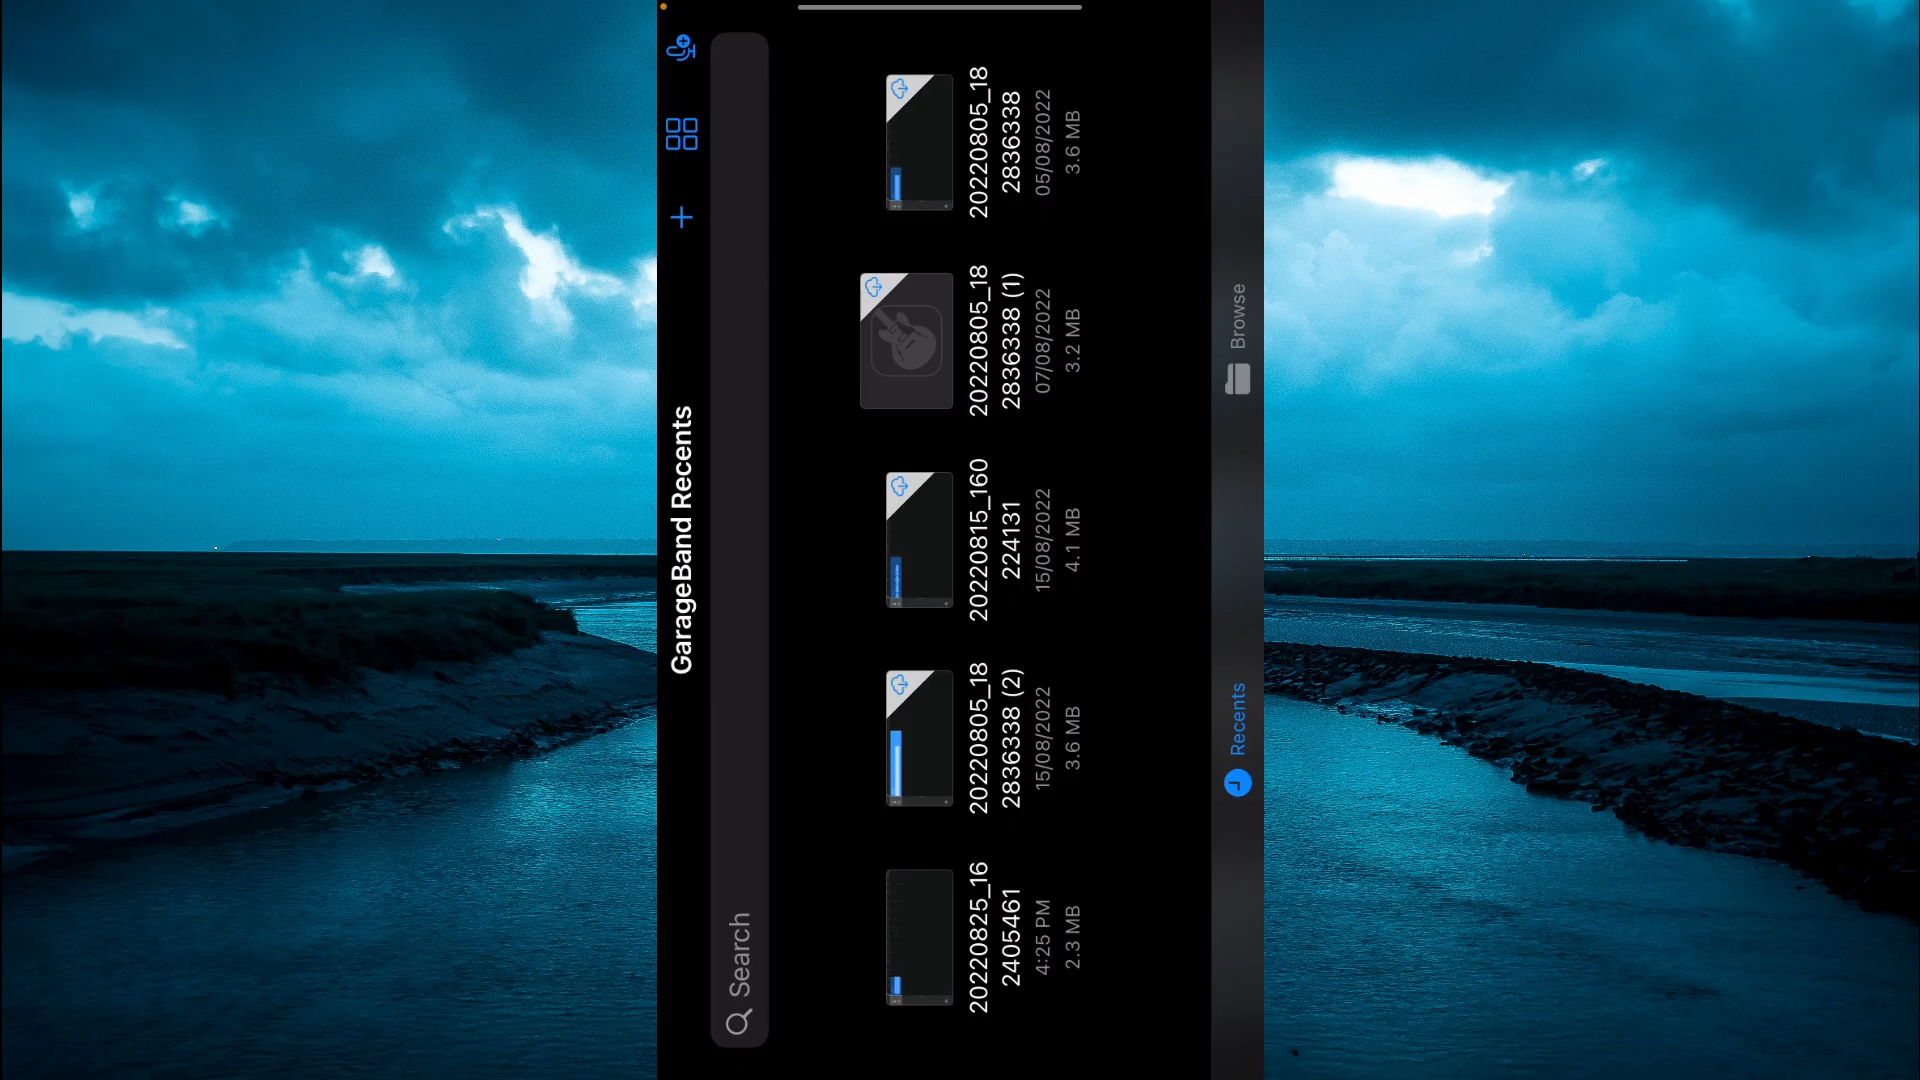 GarageBand Recents
Search
20220825_16
2405461
4:25 PM
2.3 MB
20220805_18
2836338 (2)
15/08/2022
3.6 MB
20220815_160
224131
15/08/2022
4.1 MB
20220805_18
2836338 (1)
07/08/2022
3.2 MB
20220805_18
2836338
05/08/2022
3.6 MB
Recents
Browse